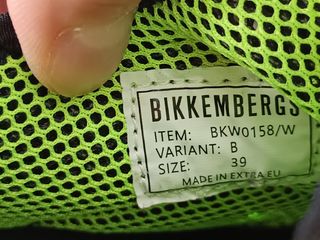 BIKKEMBERGS
ITEM: BKW0158/W
VARIANT: B
SIZE: 39
MADE IN EXTRA EU